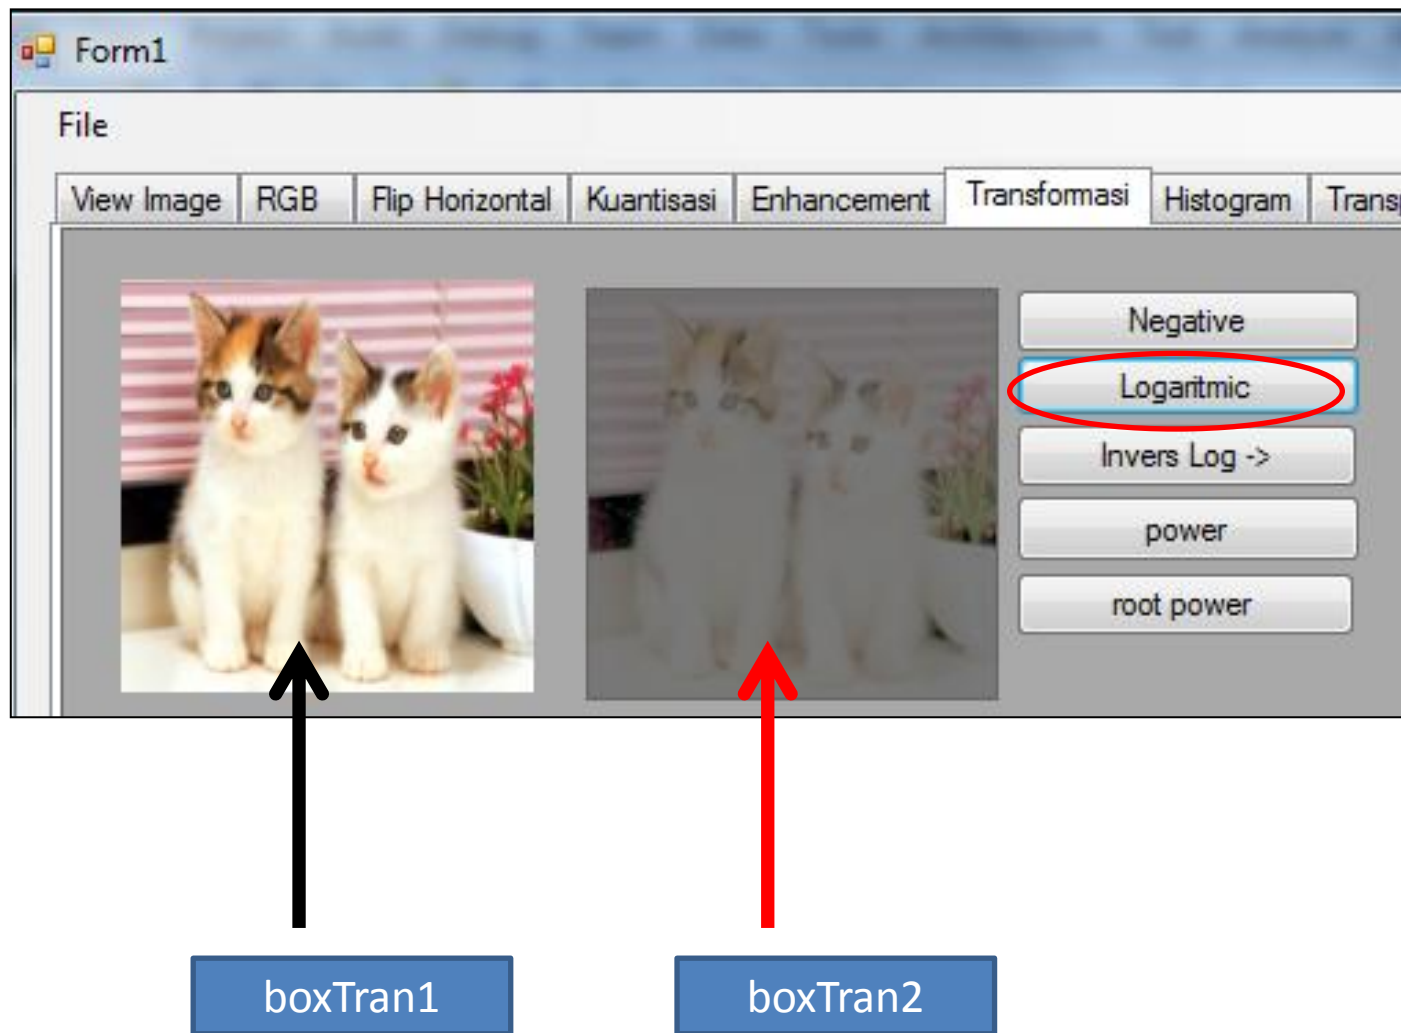 Form1
File
View Image RGB Flip Horizontal Kuantisasi Enhancement Transformasi Histogram
Negative
Logaritmic
Invers Log ->
power
root power
boxTran1 boxTran2